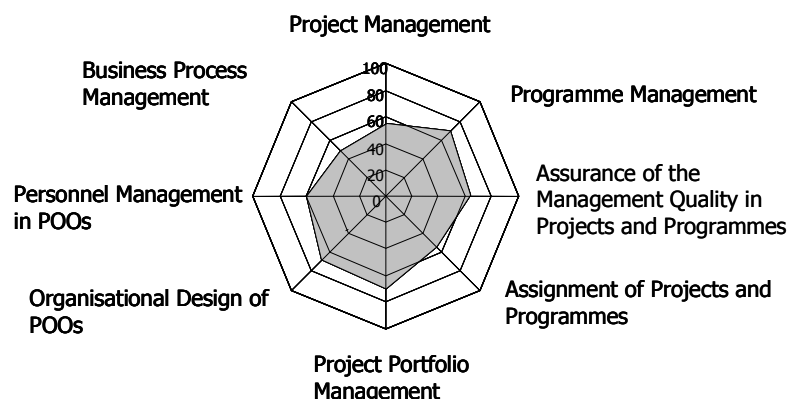 Project Management
Business Process
Management
Programme Management
100
80
60
40
20
0
Assurance of the
Management Quality in
Projects and Programmes
Personnel Management
in POOs
Assignment of Projects and
Programmes
Organisational Design of
POOs
Project Portfolio
Management